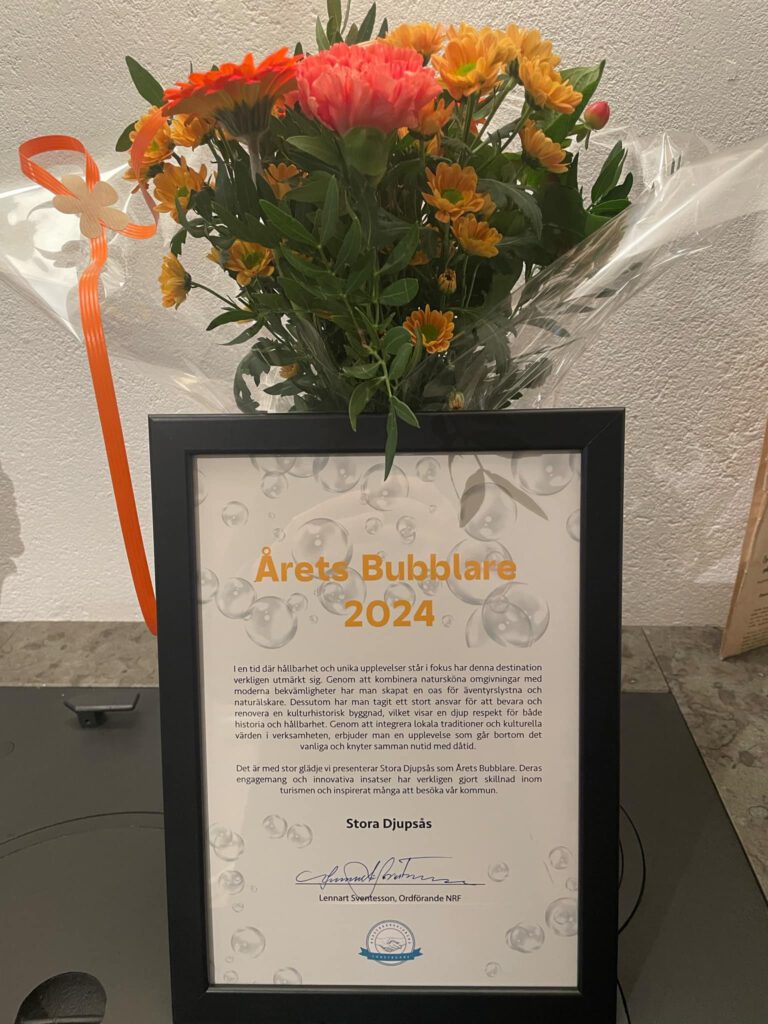 Årets Bubblare
2024
I en tid där hållbarhet och unika upplevelser står i fokus har denna destination
verkligen utmärkt sig. Genom att kombinera natursköna omgivningar med
moderna bekvämligheter har man skapat en oas för äventyrslystna och
naturälskare. Dessutom har man tagit ett stort ansvar för att bevara och
renovera en kulturhistorisk byggnad, vilket visar en djup respekt för både
historia och hållbarhet. Genom att integrera lokala traditioner och kulturella
värden i verksamheten, erbjuder man en upplevelse som går bortom det
vanliga och knyter samman nutid med dåtid.
Det är med stor glädje vi presenterar Stora Djupsås som Årets Bubblare. Deras
engagemang och innovativa insatser har verkligen gjort skillnad inom
turismen och inspirerat många att besöka vår kommun.
Stora Djupsås
Lennart Sventesson, Ordförande NRF